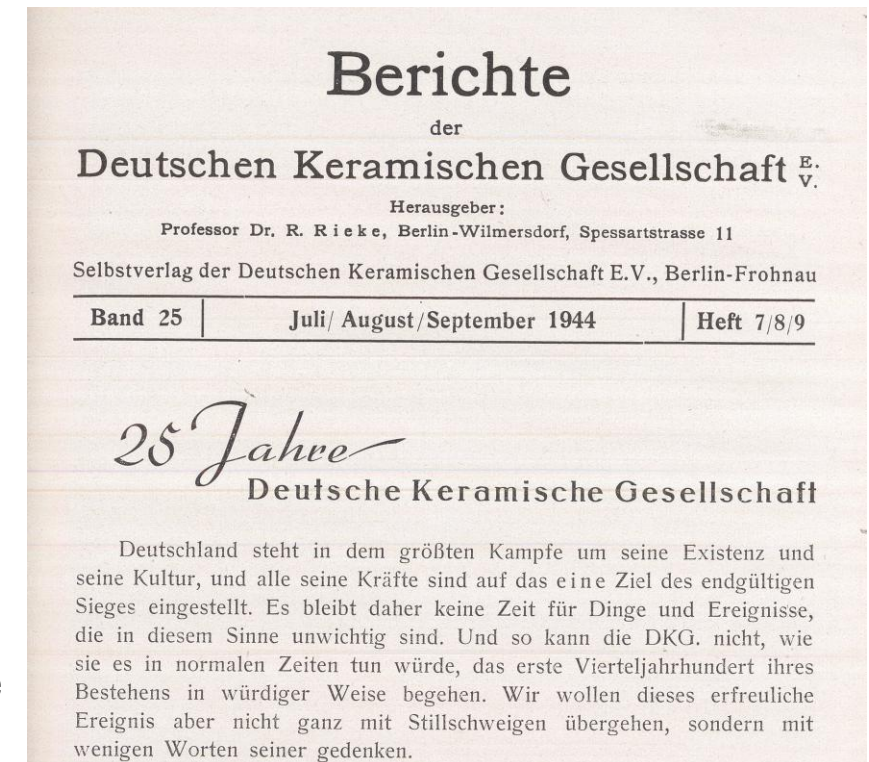 Berichte
der
Deutschen Keramischen Gesellschaft E. V.
Herausgeber:
Professor Dr. R. Rieke, Berlin-Wilmersdorf, Spessartstrasse 11
Selbstverlag der Deutschen Keramischen Gesellschaft E.V., Berlin-Frohnau
Band 25 Juli/August/September 1944 Heft 7/8/9
25 Jahre
Deutsche Keramische Gesellschaft
Deutschland steht in dem größten Kampfe um seine Existenz und
seine Kultur, und alle seine Kräfte sind auf das eine Ziel des endgültigen
Sieges eingestellt. Es bleibt daher keine Zeit für Dinge und Ereignisse,
die in diesem Sinne unwichtig sind. Und so kann die DKG. nicht, wie
sie es in normalen Zeiten tun würde, das erste Vierteljahrhundert ihres
Bestehens in würdiger Weise begehen. Wir wollen dieses erfreuliche
Ereignis aber nicht ganz mit Stillschweigen übergehen, sondern mit
wenigen Worten seiner gedenken.